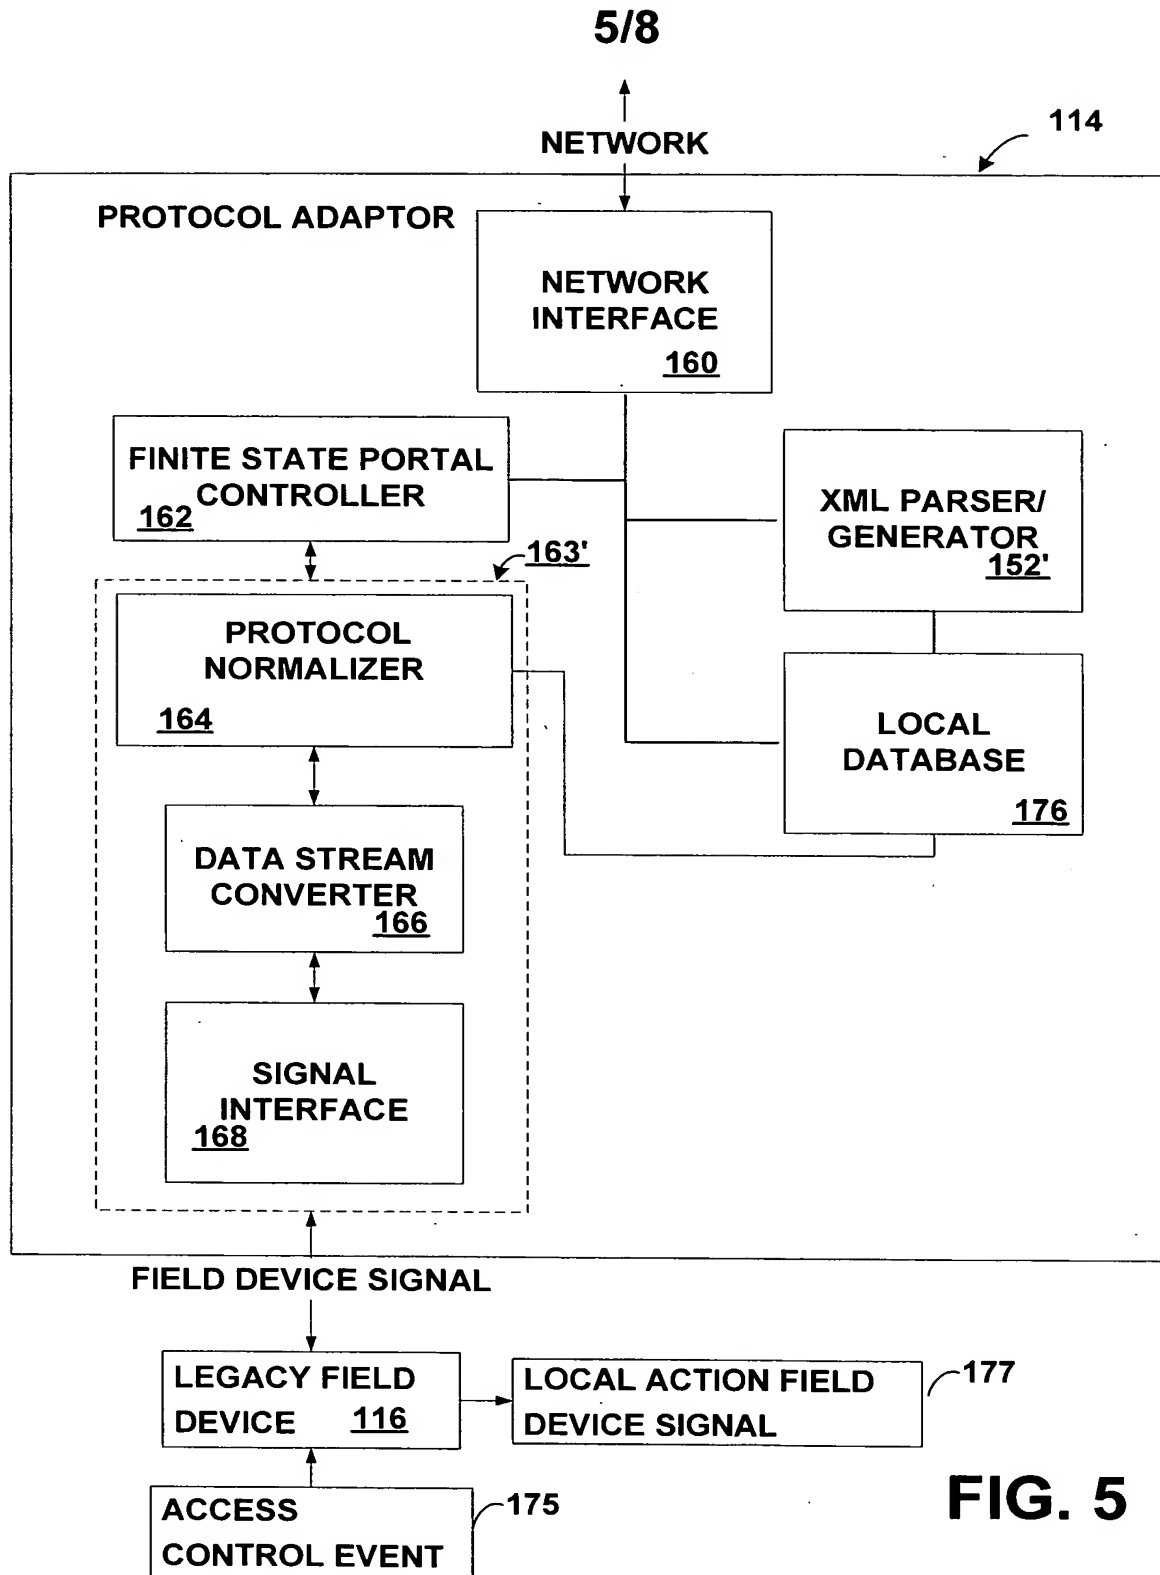 5/8
NETWORK
114
PROTOCOL ADAPTOR
NETWORK
INTERFACE
160
FINITE STATE PORTAL
CONTROLLER
162
XML PARSER/
GENERATOR
152'
163'
PROTOCOL
NORMALIZER
164
LOCAL
DATABASE
176
DATA STREAM
CONVERTER
166
SIGNAL
INTERFACE
168
FIELD DEVICE SIGNAL
LEGACY FIELD
DEVICE 116
LOCAL ACTION FIELD
DEVICE SIGNAL
177
ACCESS
CONTROL EVENT
175
FIG. 5